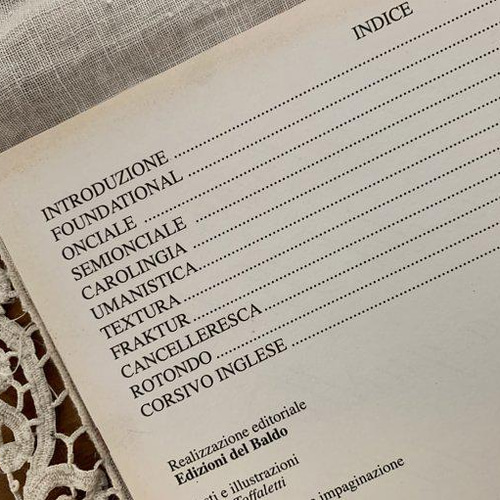 INDICE
INTRODUZIONE
FOUNDATIONAL
ONCIALE
SEMIONCIALE
CAROLINGIA
UMANISTICA
TEXTURA
FRAKTUR
CANCELLERESCA
ROTONDO
CORSIVO INGLESE
Realizzazione editoriale
Edizioni del Baldo
e illustrazioni
Toffaletti
impaginazione